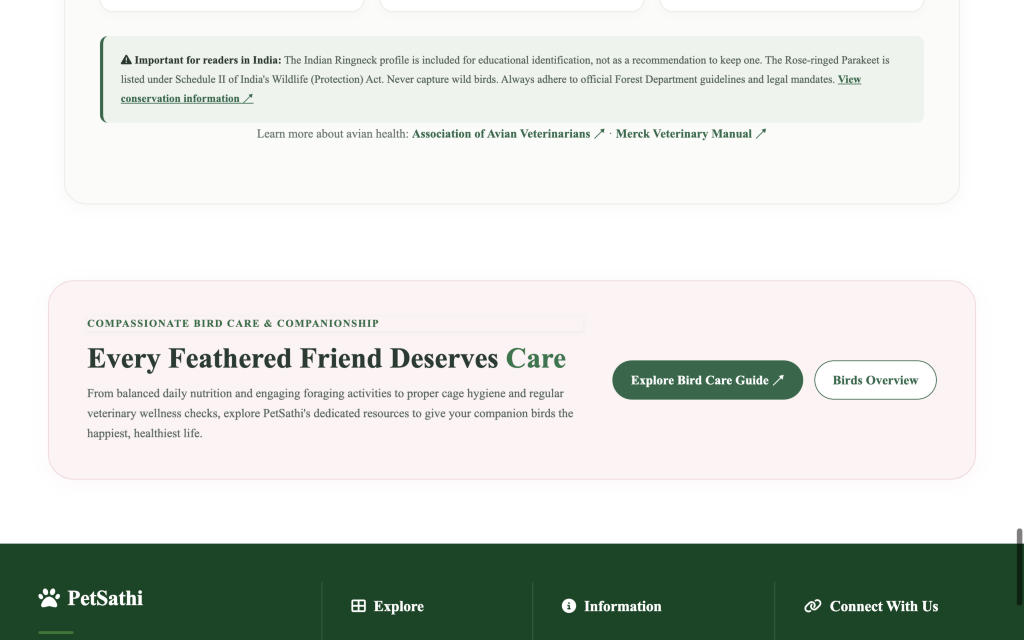 Important for readers in India: The Indian Ringneck profile is included for educational identification, not as a recommendation to keep one. The Rose-ringed Parakeet is
listed under Schedule II of India's Wildlife (Protection) Act. Never capture wild birds. Always adhere to official Forest Department guidelines and legal mandates. View
conservation information ↗
Learn more about avian health: Association of Avian Veterinarians ↗ · Merck Veterinary Manual ↗
COMPASSIONATE BIRD CARE & COMPANIONSHIP
Every Feathered Friend Deserves Care
From balanced daily nutrition and engaging foraging activities to proper cage hygiene and regular
veterinary wellness checks, explore PetSathi's dedicated resources to give your companion birds the
happiest, healthiest life.
Explore Bird Care Guide ↗
Birds Overview
PetSathi
Explore
Information
Connect With Us